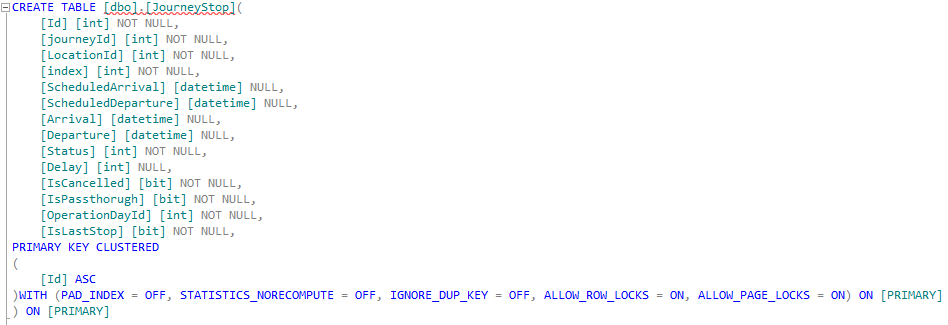 CREATE TABLE [dbo].[JourneyStop](
[Id] [int] NOT NULL,
[journeyId] [int] NOT NULL,
[LocationId] [int] NOT NULL,
[index] [int] NOT NULL,
[ScheduledArrival] [datetime] NULL,
[ScheduledDeparture] [datetime] NULL,
[Arrival] [datetime] NULL,
[Departure] [datetime] NULL,
[Status] [int] NOT NULL,
[Delay] [int] NULL,
[IsCancelled] [bit] NOT NULL,
[IsPassthorugh] [bit] NOT NULL,
[OperationDayId] [int] NOT NULL,
[IsLastStop] [bit] NOT NULL,
PRIMARY KEY CLUSTERED
(
[Id] ASC
)WITH (PAD_INDEX = OFF, STATISTICS_NORECOMPUTE = OFF, IGNORE_DUP_KEY = OFF, ALLOW_ROW_LOCKS = ON, ALLOW_PAGE_LOCKS = ON) ON [PRIMARY]
) ON [PRIMARY]